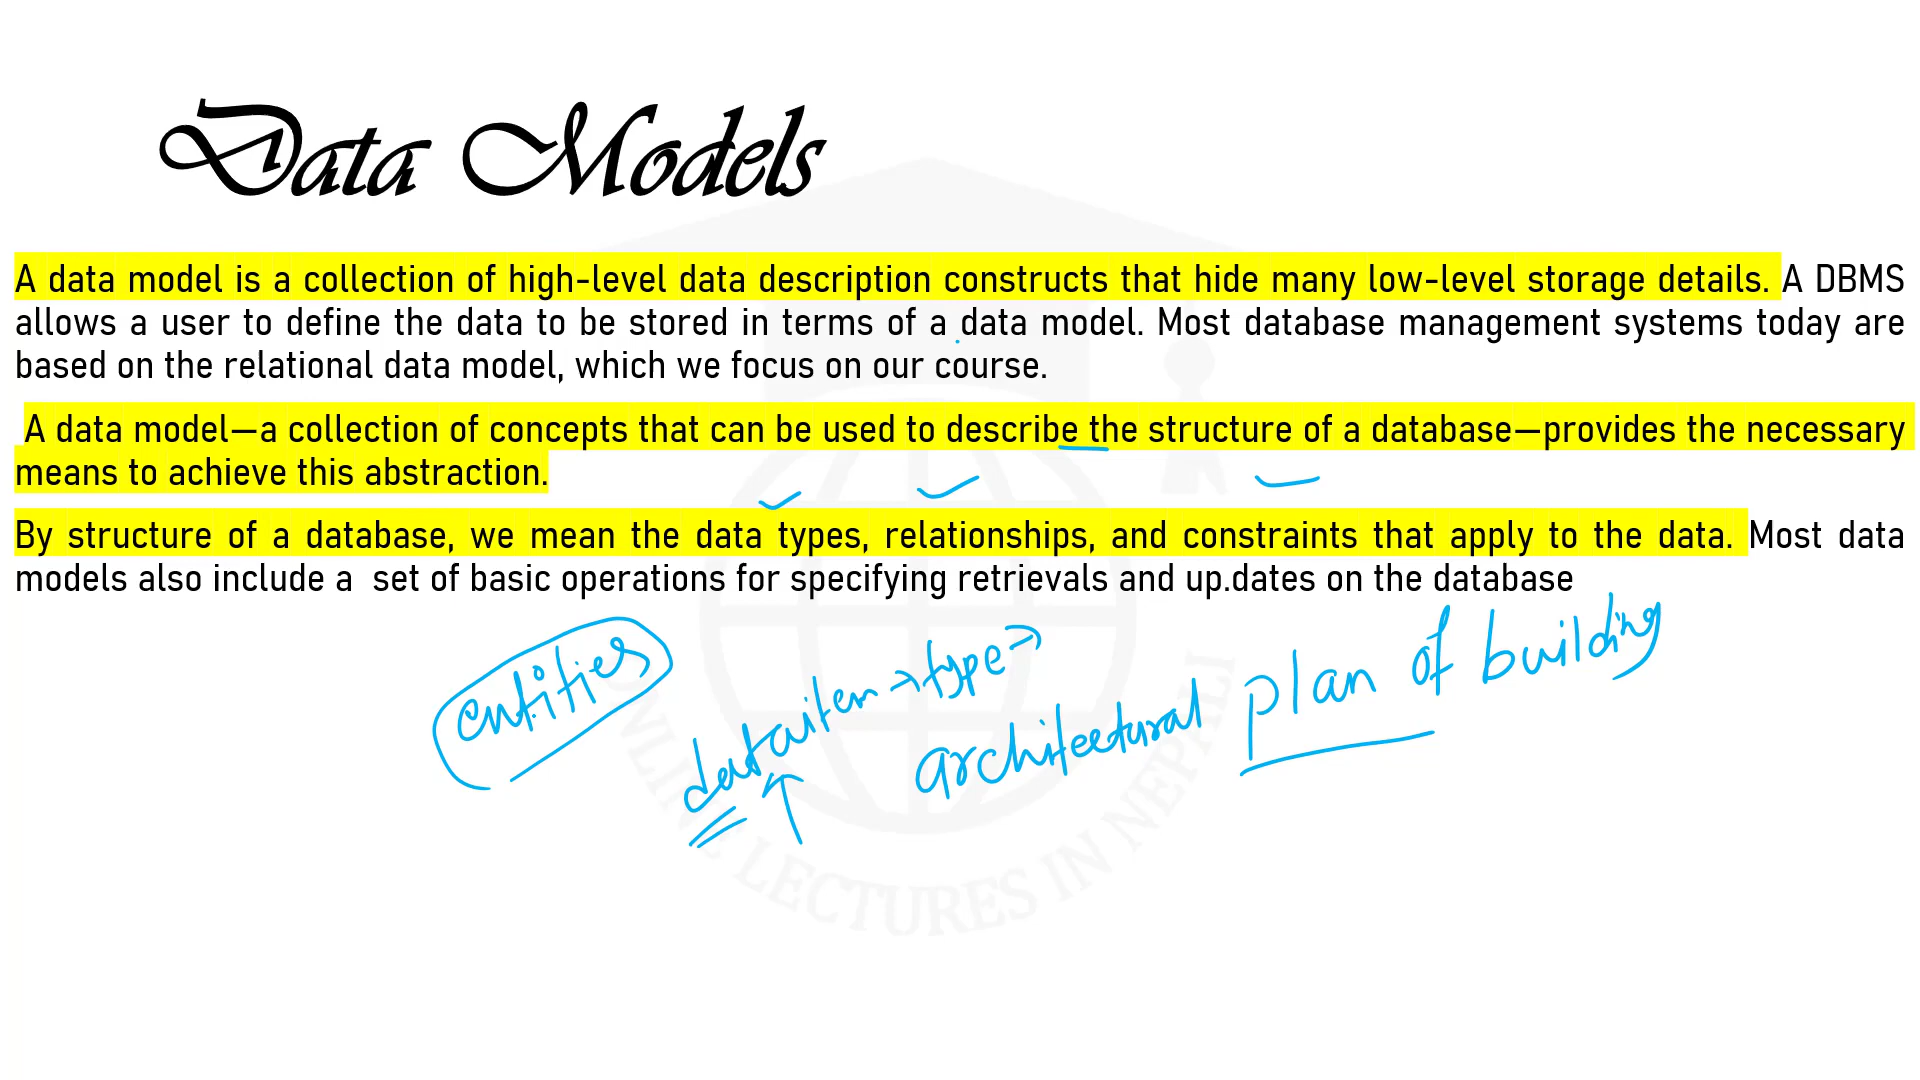 Data Models
A data model is a collection of high-level data description constructs that hide many low-level storage details. A DBMS
allows a user to define the data to be stored in terms of a data model. Most database management systems today are
based on the relational data model, which we focus on our course.
A data model—a collection of concepts that can be used to describe the structure of a database—provides the necessary
means to achieve this abstraction.
By structure of a database, we mean the data types, relationships, and constraints that apply to the data. Most data
models also include a set of basic operations for specifying retrievals and up.dates on the database
entities
dataitem → type →
architectural plan of building
ONLINE LECTURES IN NEPALI